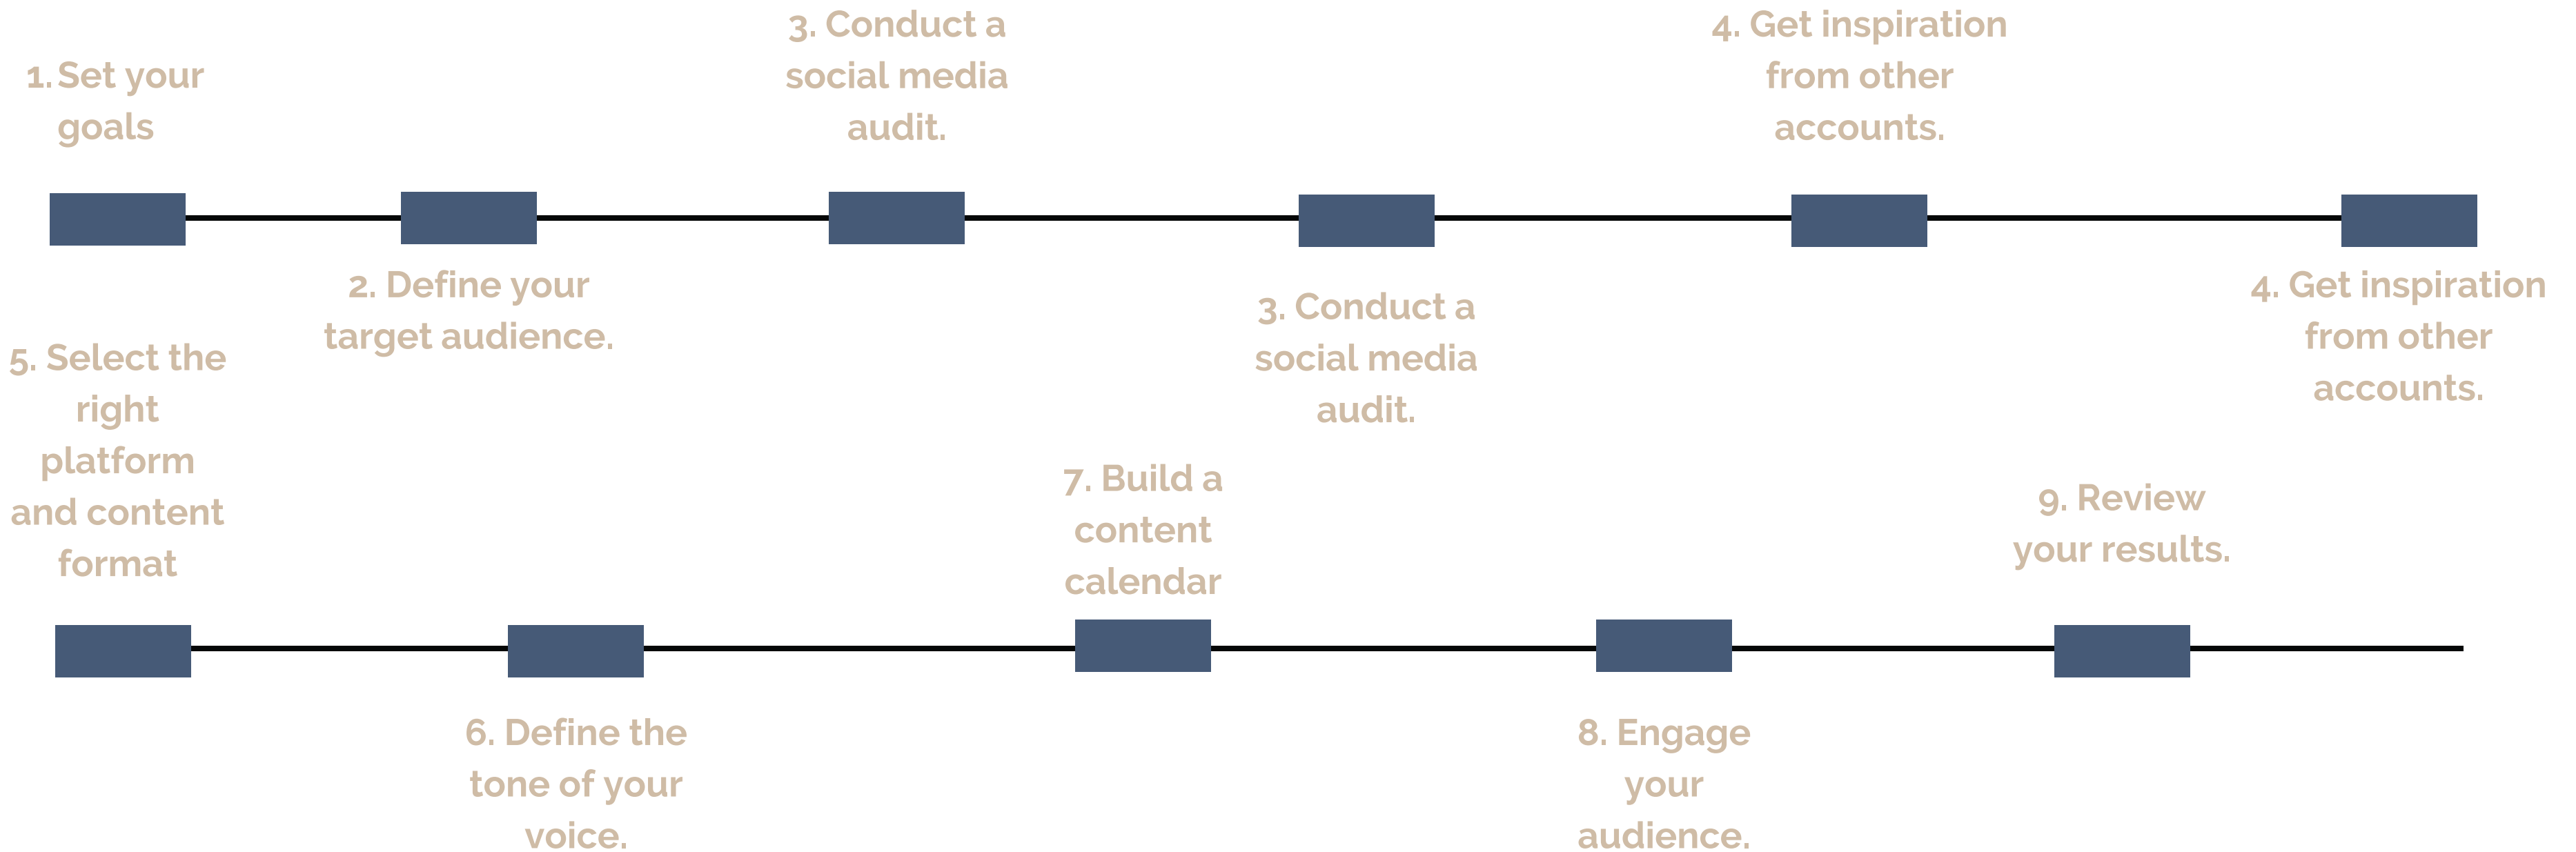 1. Set your
goals
2. Define your
target audience.
3. Conduct a
social media
audit.
3. Conduct a
social media
audit.
4. Get inspiration
from other
accounts.
4. Get inspiration
from other
accounts.
5. Select the
right
platform
and content
format
6. Define the
tone of your
voice.
7. Build a
content
calendar
8. Engage
your
audience.
9. Review
your results.